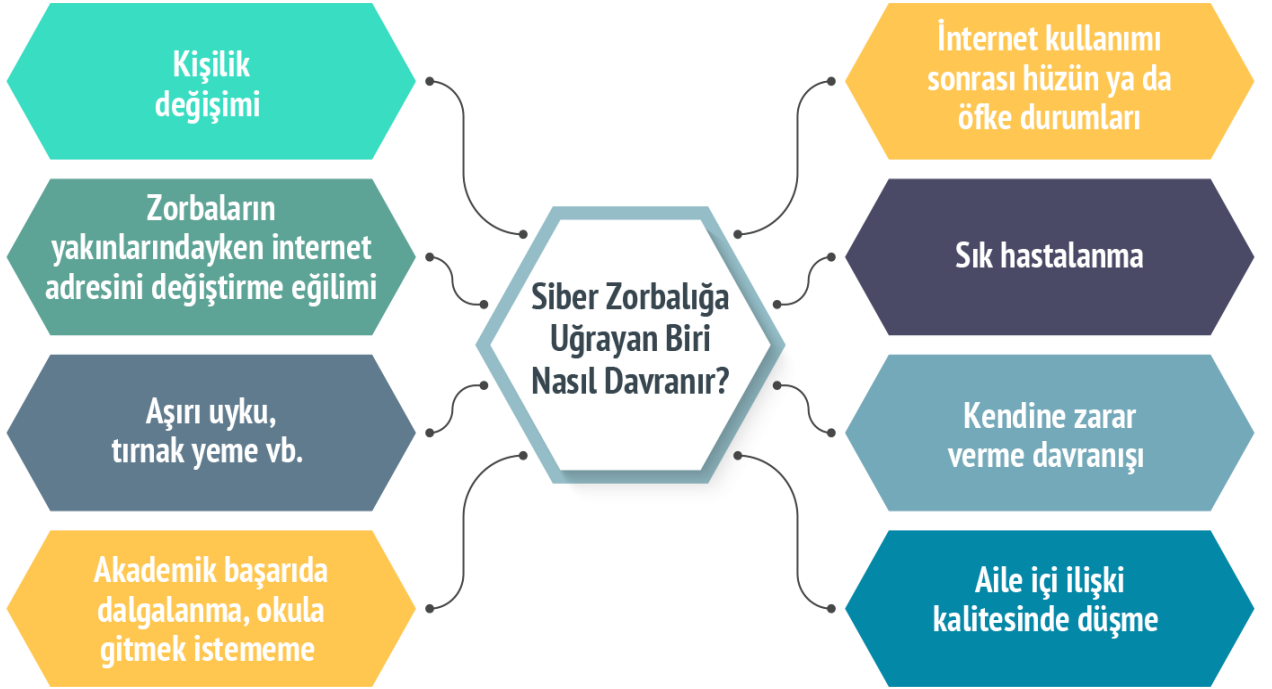 Kişilik
değişimi
Zorbaların
yakınlarındayken internet
adresini değiştirme eğilimi
Aşırı uyku,
tırnak yeme vb.
Akademik başarıda
dalgalanma, okula
gitmek istememe
Siber Zorbalığa
Uğrayan Biri
Nasıl Davranır?
İnternet kullanımı
sonrası hüzün ya da
öfke durumları
Sık hastalanma
Kendine zarar
verme davranışı
Aile içi ilişki
kalitesinde düşme